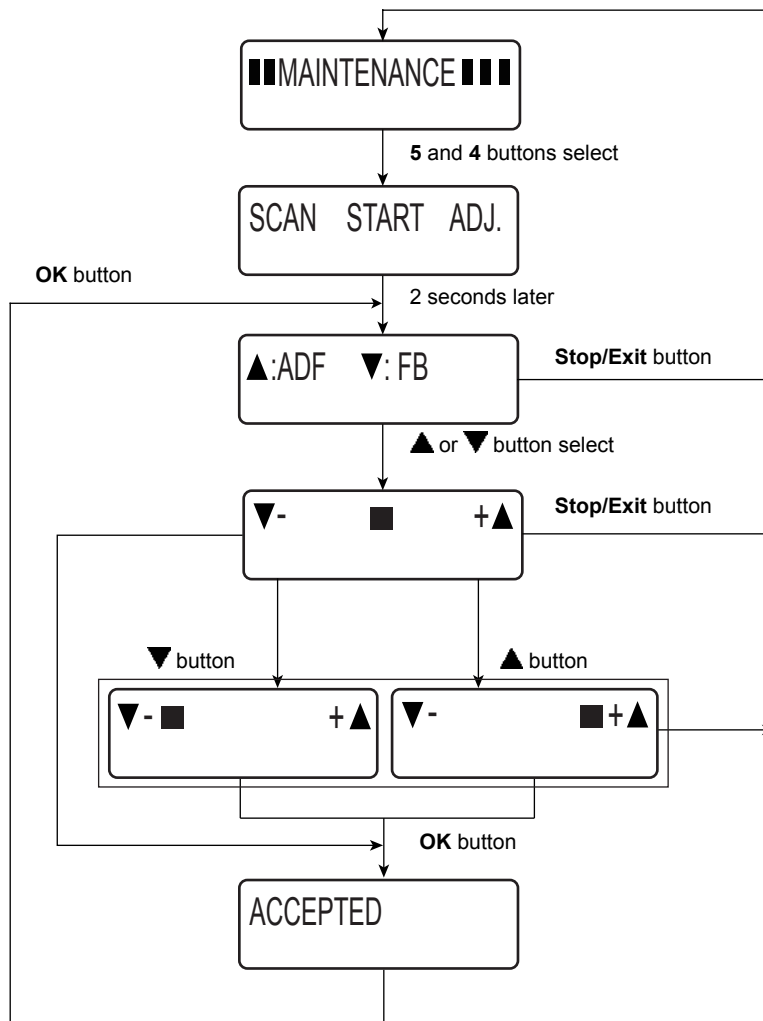 ▮▮MAINTENANCE▮▮▮
5 and 4 buttons select
SCAN START ADJ.
OK button
2 seconds later
▲:ADF ▼: FB
Stop/Exit button
▲ or ▼ button select
▼- ■ +▲
Stop/Exit button
▼ button
▲ button
▼- ■ +▲
▼- ■+▲
OK button
ACCEPTED